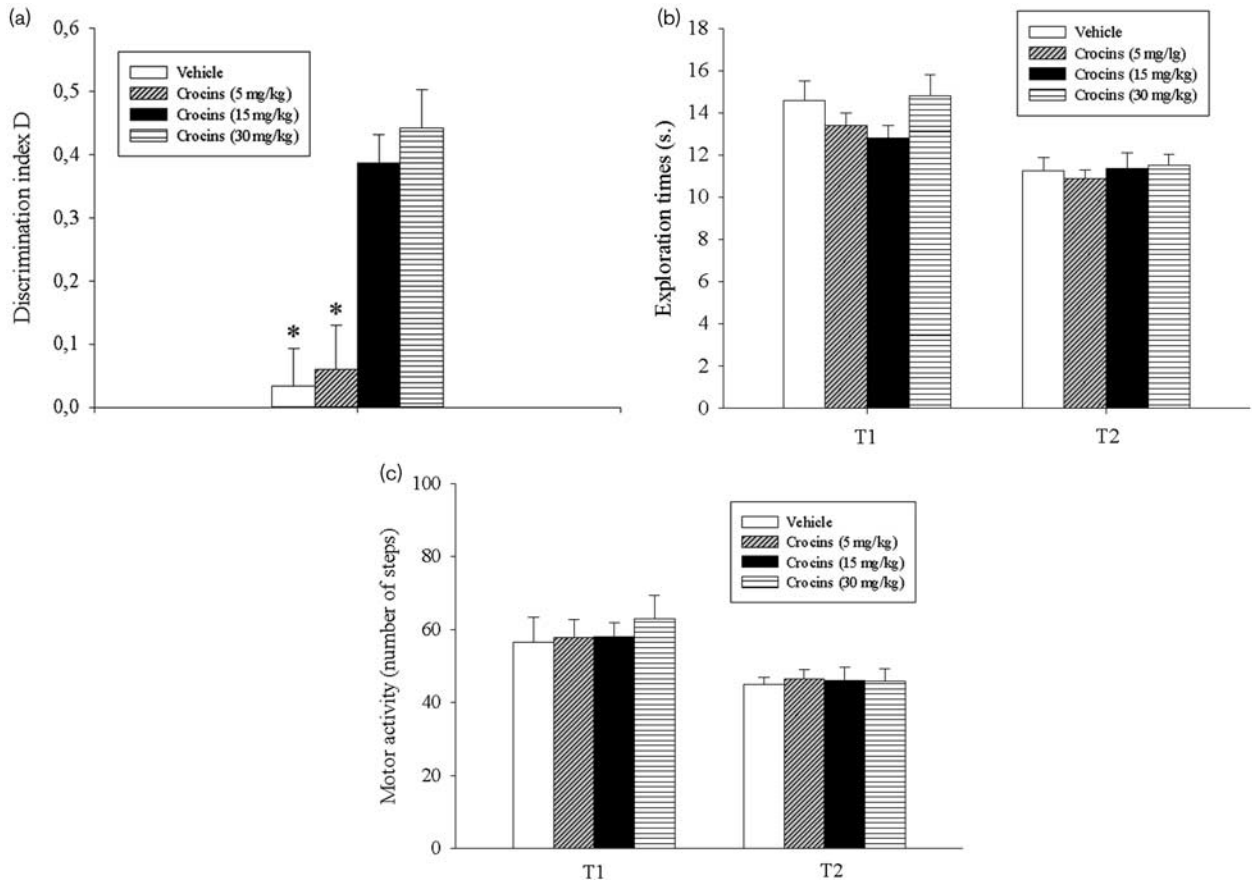 (a)
0,6
0,5
0,4
0,3
0,2
0,1
0,0
Discrimination index D
Vehicle
Crocins (5 mg/kg)
Crocins (15 mg/kg)
Crocins (30 mg/kg)
*
*
(b)
18
16
14
12
10
8
6
4
2
0
Exploration times (s.)
Vehicle
Crocins (5 mg/lg)
Crocins (15 mg/kg)
Crocins (30 mg/kg)
T1 T2
(c)
100
80
60
40
20
0
Motor activity (number of steps)
Vehicle
Crocins (5 mg/kg)
Crocins (15 mg/kg)
Crocins (30 mg/kg)
T1 T2